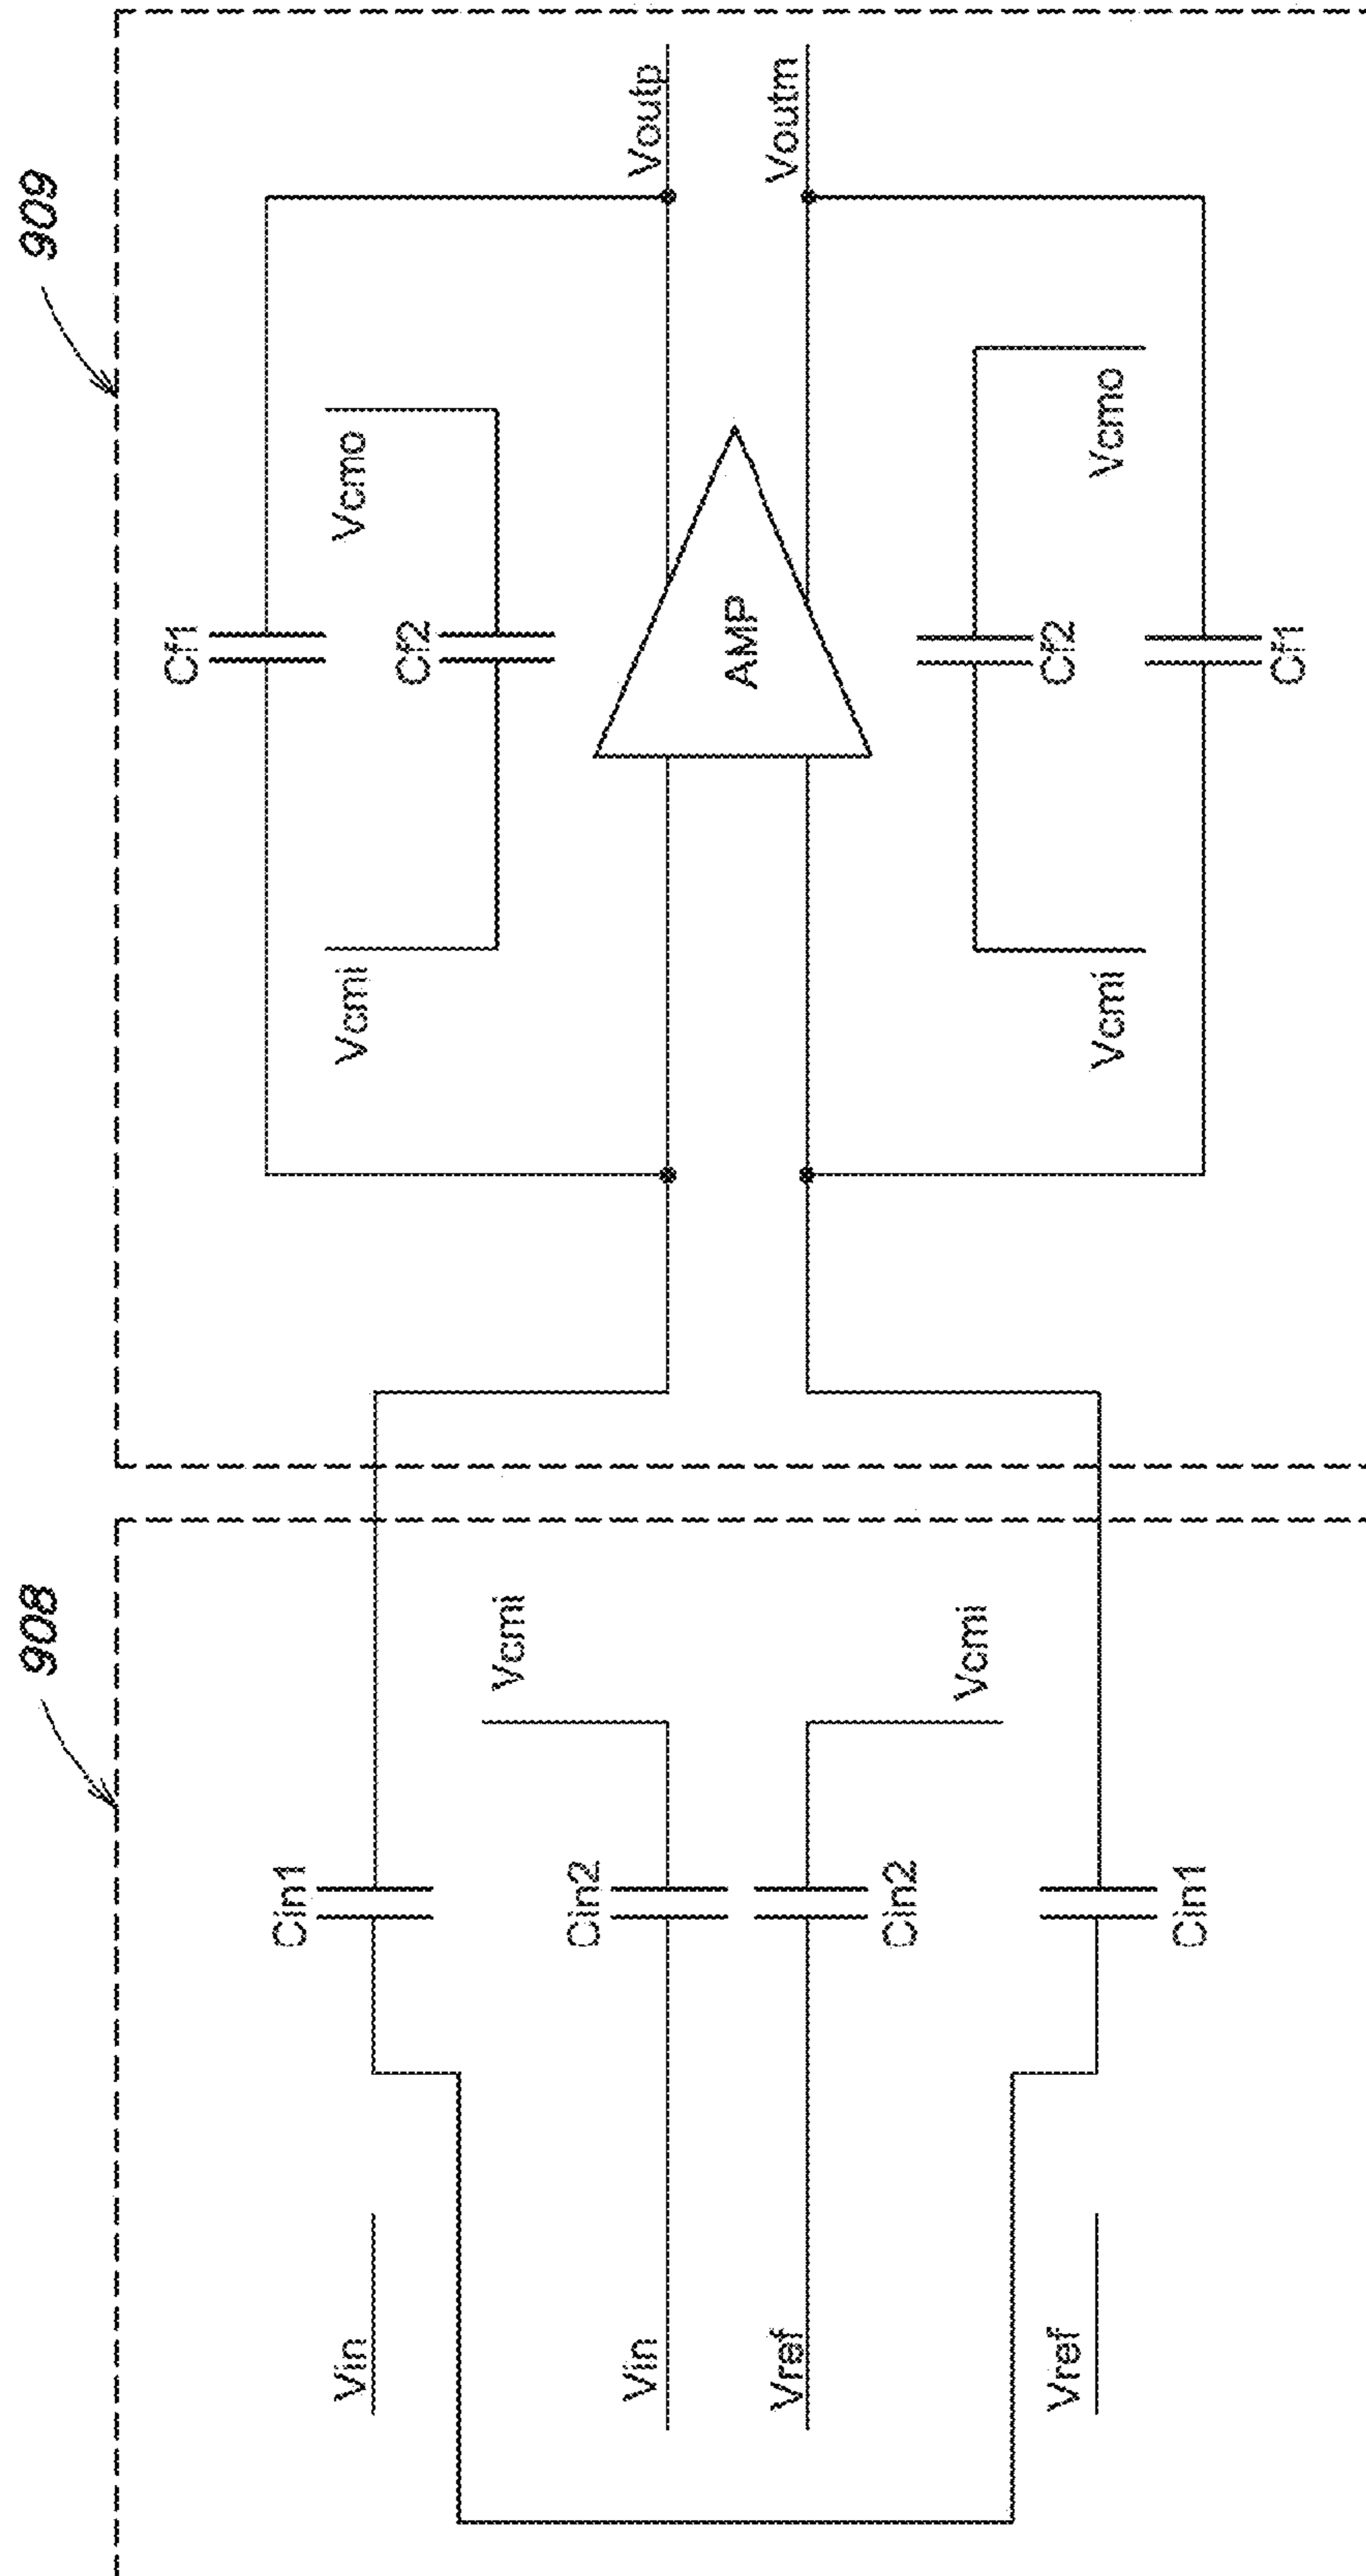 908
909
Vin
Cin1
Vin
Cin2
Vcmi
Vref
Cin2
Vcmi
Vref
Cin1
Cf1
Vcmi
Cf2
Vcmo
Voutp
AMP
Voutm
Cf2
Vcmi
Vcmo
Cf1